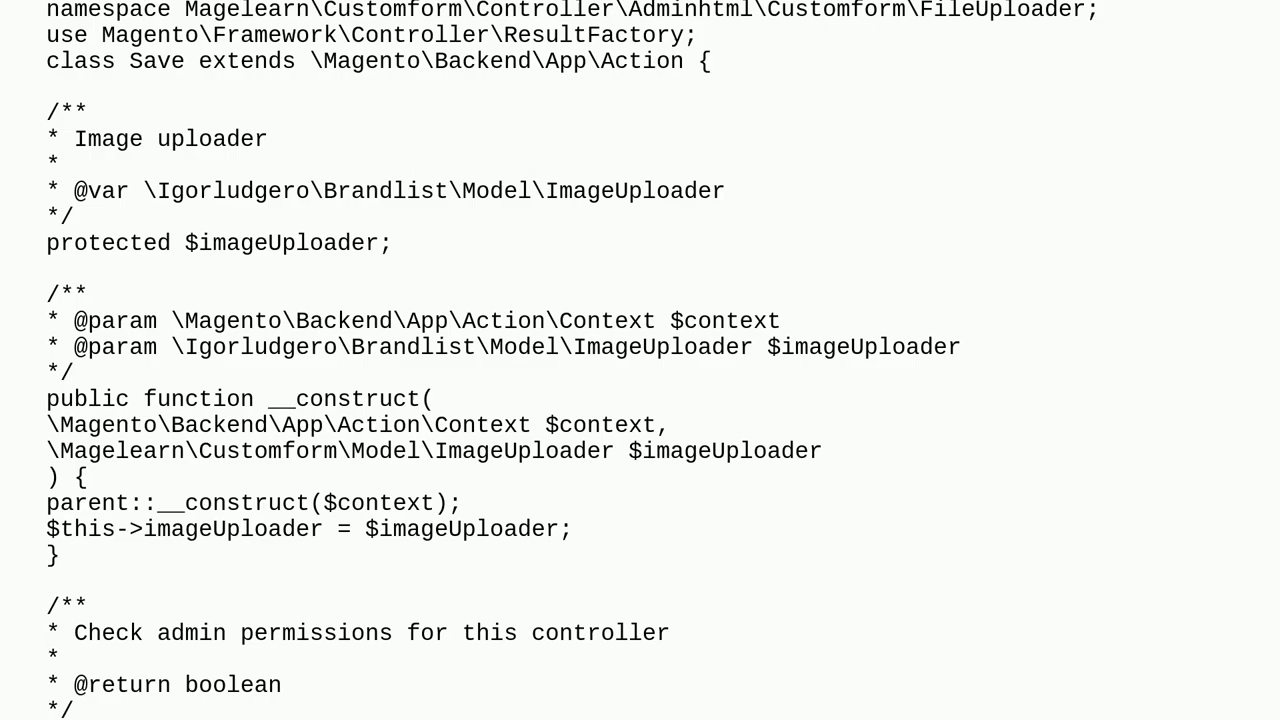 namespace Magelearn\Customform\Controller\Adminhtml\Customform\FileUploader;
use Magento\Framework\Controller\ResultFactory;
class Save extends \Magento\Backend\App\Action {
/**
* Image uploader
*
* @var \Igorludgero\Brandlist\Model\ImageUploader
*/
protected $imageUploader;
/**
* @param \Magento\Backend\App\Action\Context $context
* @param \Igorludgero\Brandlist\Model\ImageUploader $imageUploader
*/
public function __construct(
\Magento\Backend\App\Action\Context $context,
\Magelearn\Customform\Model\ImageUploader $imageUploader
) {
parent::__construct($context);
$this->imageUploader = $imageUploader;
}
/**
* Check admin permissions for this controller
*
* @return boolean
*/